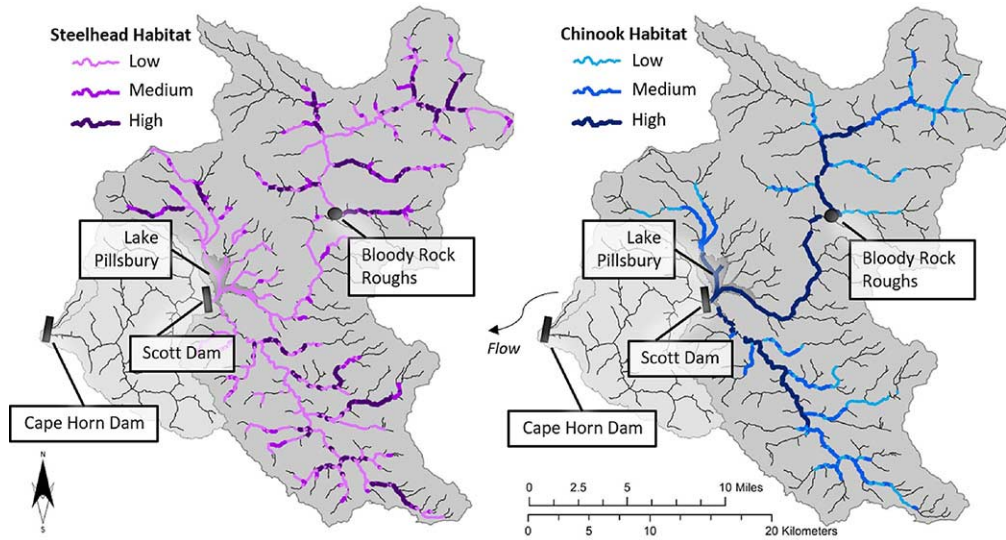 Steelhead Habitat
Low
Medium
High
Lake
Pillsbury
Bloody Rock
Roughs
Scott Dam
Cape Horn Dam
N
S
Chinook Habitat
Low
Medium
High
Lake
Pillsbury
Bloody Rock
Roughs
Flow
Scott Dam
Cape Horn Dam
0 2.5 5 10 Miles
0 5 10 20 Kilometers